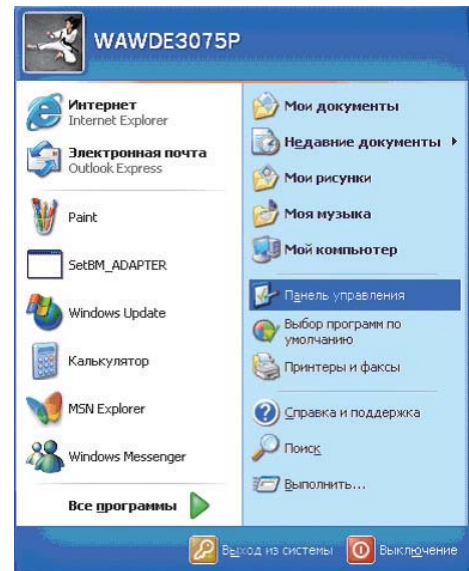 WAWDE3075P
Интернет
Internet Explorer
Электронная почта
Outlook Express
Paint
SetBM_ADAPTER
Windows Update
Калькулятор
MSN Explorer
Windows Messenger
Все программы
Мои документы
Недавние документы
Мои рисунки
Моя музыка
Мой компьютер
Панель управления
Выбор программ по
умолчанию
Принтеры и факсы
Справка и поддержка
Поиск
Выполнить...
Выход из системы
Выключение